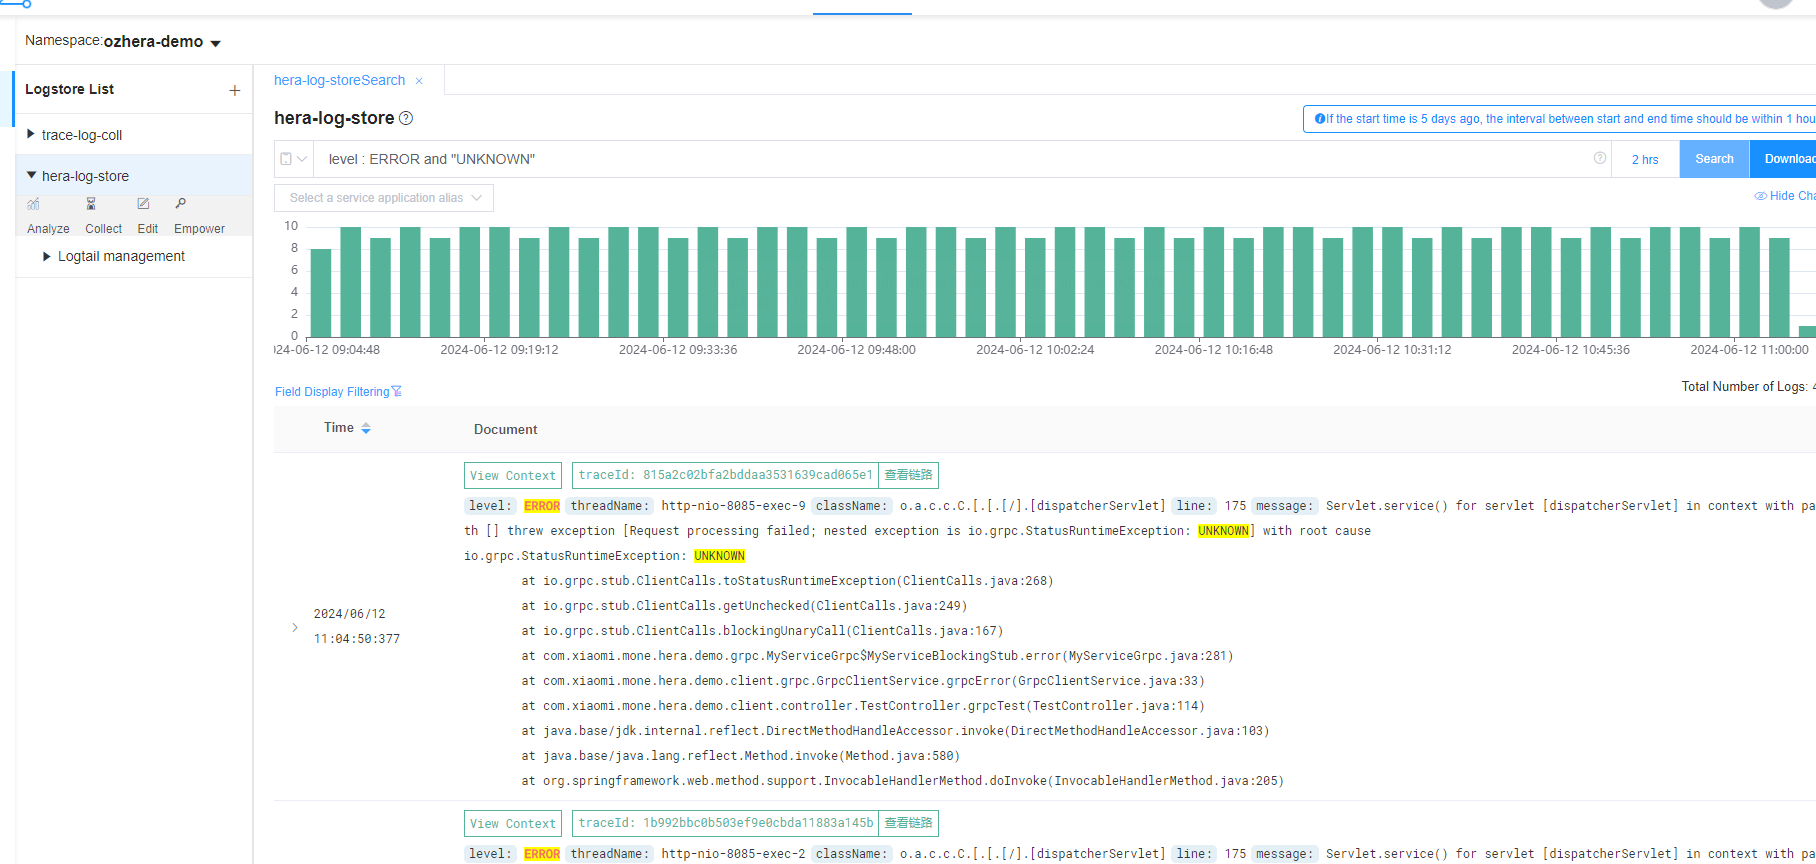 Namespace:ozhera-demo
Logstore List
hera-log-storeSearch ×
trace-log-coll
hera-log-store
If the start time is 5 days ago, the interval between start and end time should be within 1 hou
hera-log-store
level : ERROR and "UNKNOWN"
2 hrs
Search
Download
Select a service application alias
Hide Cha
Analyze Collect Edit Empower
Logtail management
10
8
6
4
2
0
24-06-12 09:04:48 2024-06-12 09:19:12 2024-06-12 09:33:36 2024-06-12 09:48:00 2024-06-12 10:02:24 2024-06-12 10:16:48 2024-06-12 10:31:12 2024-06-12 10:45:36 2024-06-12 11:00:00
Field Display Filtering
Total Number of Logs: 4
Time Document
View Context traceId: 815a2c02bfa2bddaa3531639cad065e1 查看链路
level: ERROR threadName: http-nio-8085-exec-9 className: o.a.c.c.C.[.[.[/].[dispatcherServlet] line: 175 message: Servlet.service() for servlet [dispatcherServlet] in context with pa
th [] threw exception [Request processing failed; nested exception is io.grpc.StatusRuntimeException: UNKNOWN] with root cause
io.grpc.StatusRuntimeException: UNKNOWN
at io.grpc.stub.ClientCalls.toStatusRuntimeException(ClientCalls.java:268)
at io.grpc.stub.ClientCalls.getUnchecked(ClientCalls.java:249)
2024/06/12
11:04:50:377
at io.grpc.stub.ClientCalls.blockingUnaryCall(ClientCalls.java:167)
at com.xiaomi.mone.hera.demo.grpc.MyServiceGrpc$MyServiceBlockingStub.error(MyServiceGrpc.java:281)
at com.xiaomi.mone.hera.demo.client.grpc.GrpcClientService.grpcError(GrpcClientService.java:33)
at com.xiaomi.mone.hera.demo.client.controller.TestController.grpcTest(TestController.java:114)
at java.base/jdk.internal.reflect.DirectMethodHandleAccessor.invoke(DirectMethodHandleAccessor.java:103)
at java.base/java.lang.reflect.Method.invoke(Method.java:580)
at org.springframework.web.method.support.InvocableHandlerMethod.doInvoke(InvocableHandlerMethod.java:205)
View Context traceId: 1b992bbc0b503ef9e0cbda11883a145b 查看链路
level: ERROR threadName: http-nio-8085-exec-2 className: o.a.c.c.C.[.[.[/].[dispatcherServlet] line: 175 message: Servlet.service() for servlet [dispatcherServlet] in context with pa